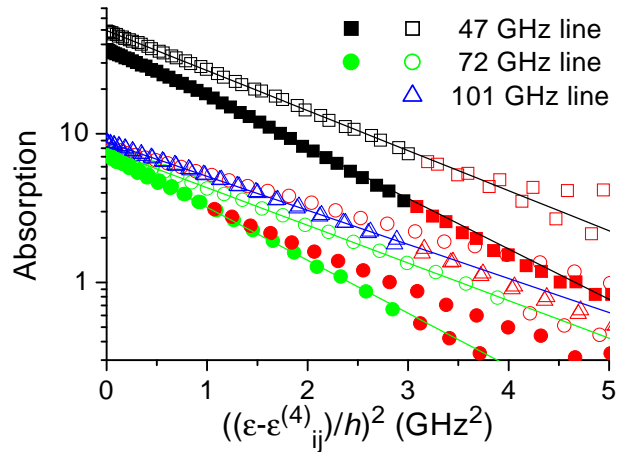 47 GHz line
72 GHz line
101 GHz line
10
1
Absorption
0 1 2 3 4 5
((ε-ε⁽⁴⁾ᵢⱼ)/h)² (GHz²)